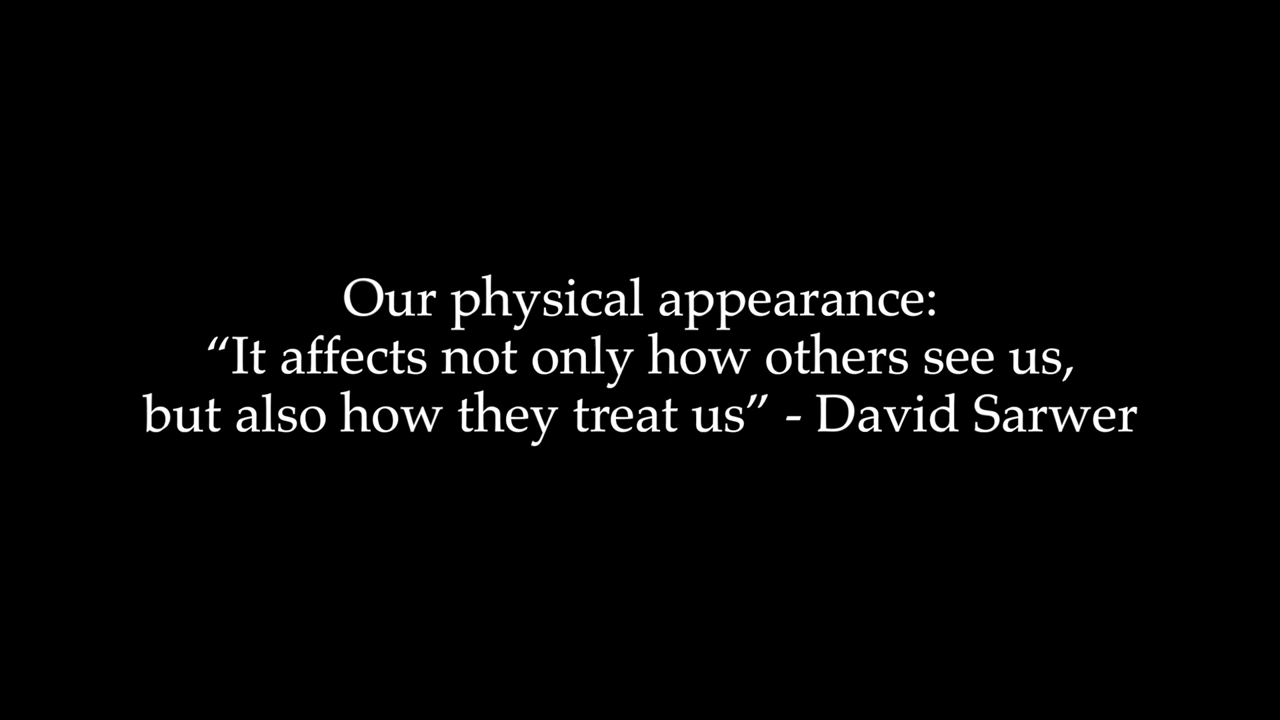 Our physical appearance:
“It affects not only how others see us,
but also how they treat us” - David Sarwer